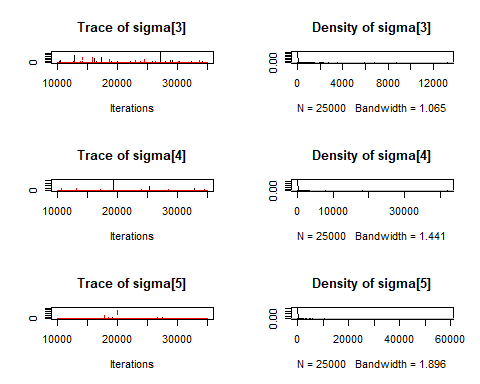 Trace of sigma[3]
0
10000 20000 30000
Iterations
Density of sigma[3]
0.00
0 4000 8000 12000
N = 25000 Bandwidth = 1.065
Trace of sigma[4]
0
10000 20000 30000
Iterations
Density of sigma[4]
0.00
0 10000 30000
N = 25000 Bandwidth = 1.441
Trace of sigma[5]
0
10000 20000 30000
Iterations
Density of sigma[5]
0.00
0 20000 40000 60000
N = 25000 Bandwidth = 1.896